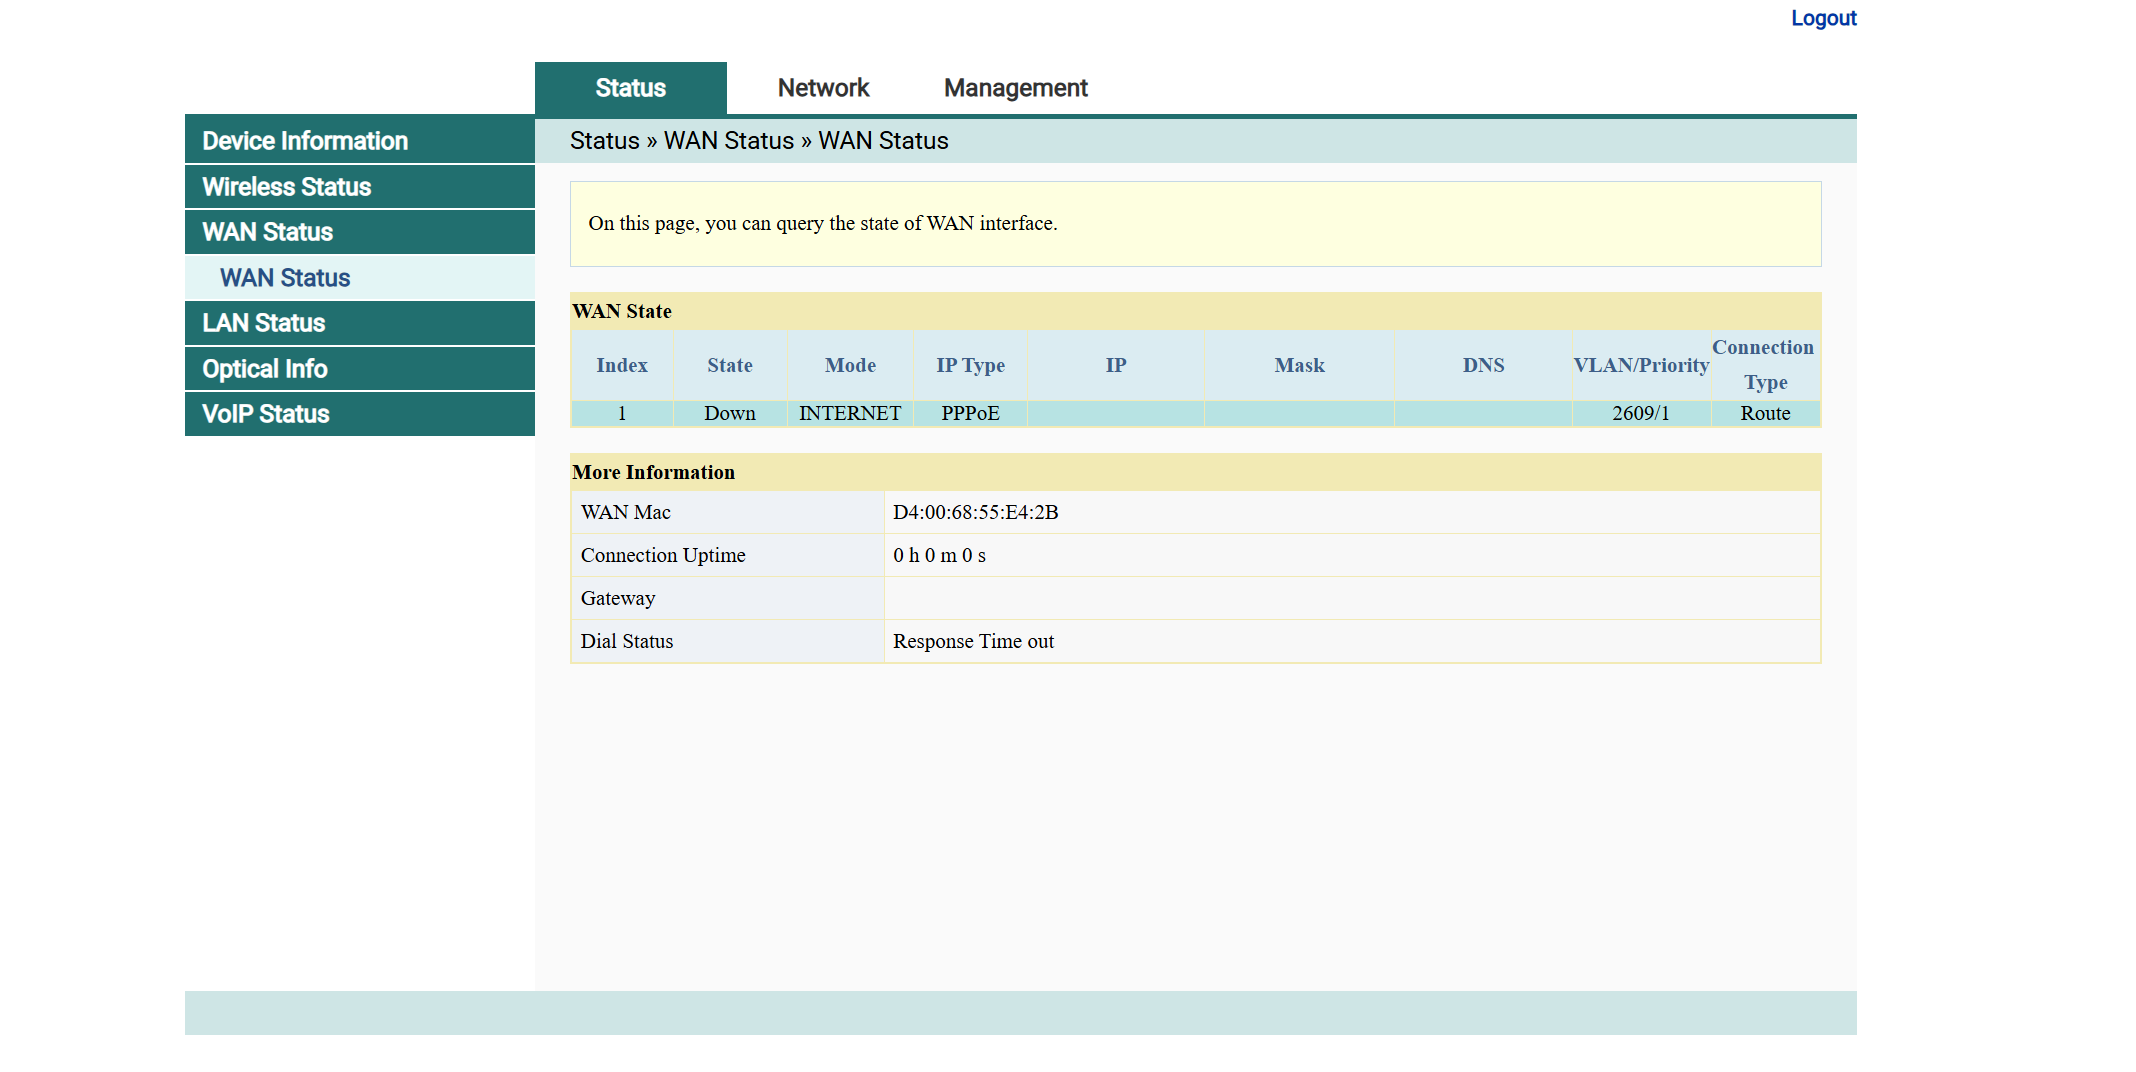 Logout
Status Network Management
Device Information
Wireless Status
WAN Status
WAN Status
LAN Status
Optical Info
VoIP Status
Status » WAN Status » WAN Status
On this page, you can query the state of WAN interface.
WAN State
Index State Mode IP Type IP Mask DNS VLAN/Priority Connection Type
1 Down INTERNET PPPoE 2609/1 Route
More Information
WAN Mac D4:00:68:55:E4:2B
Connection Uptime 0 h 0 m 0 s
Gateway
Dial Status Response Time out